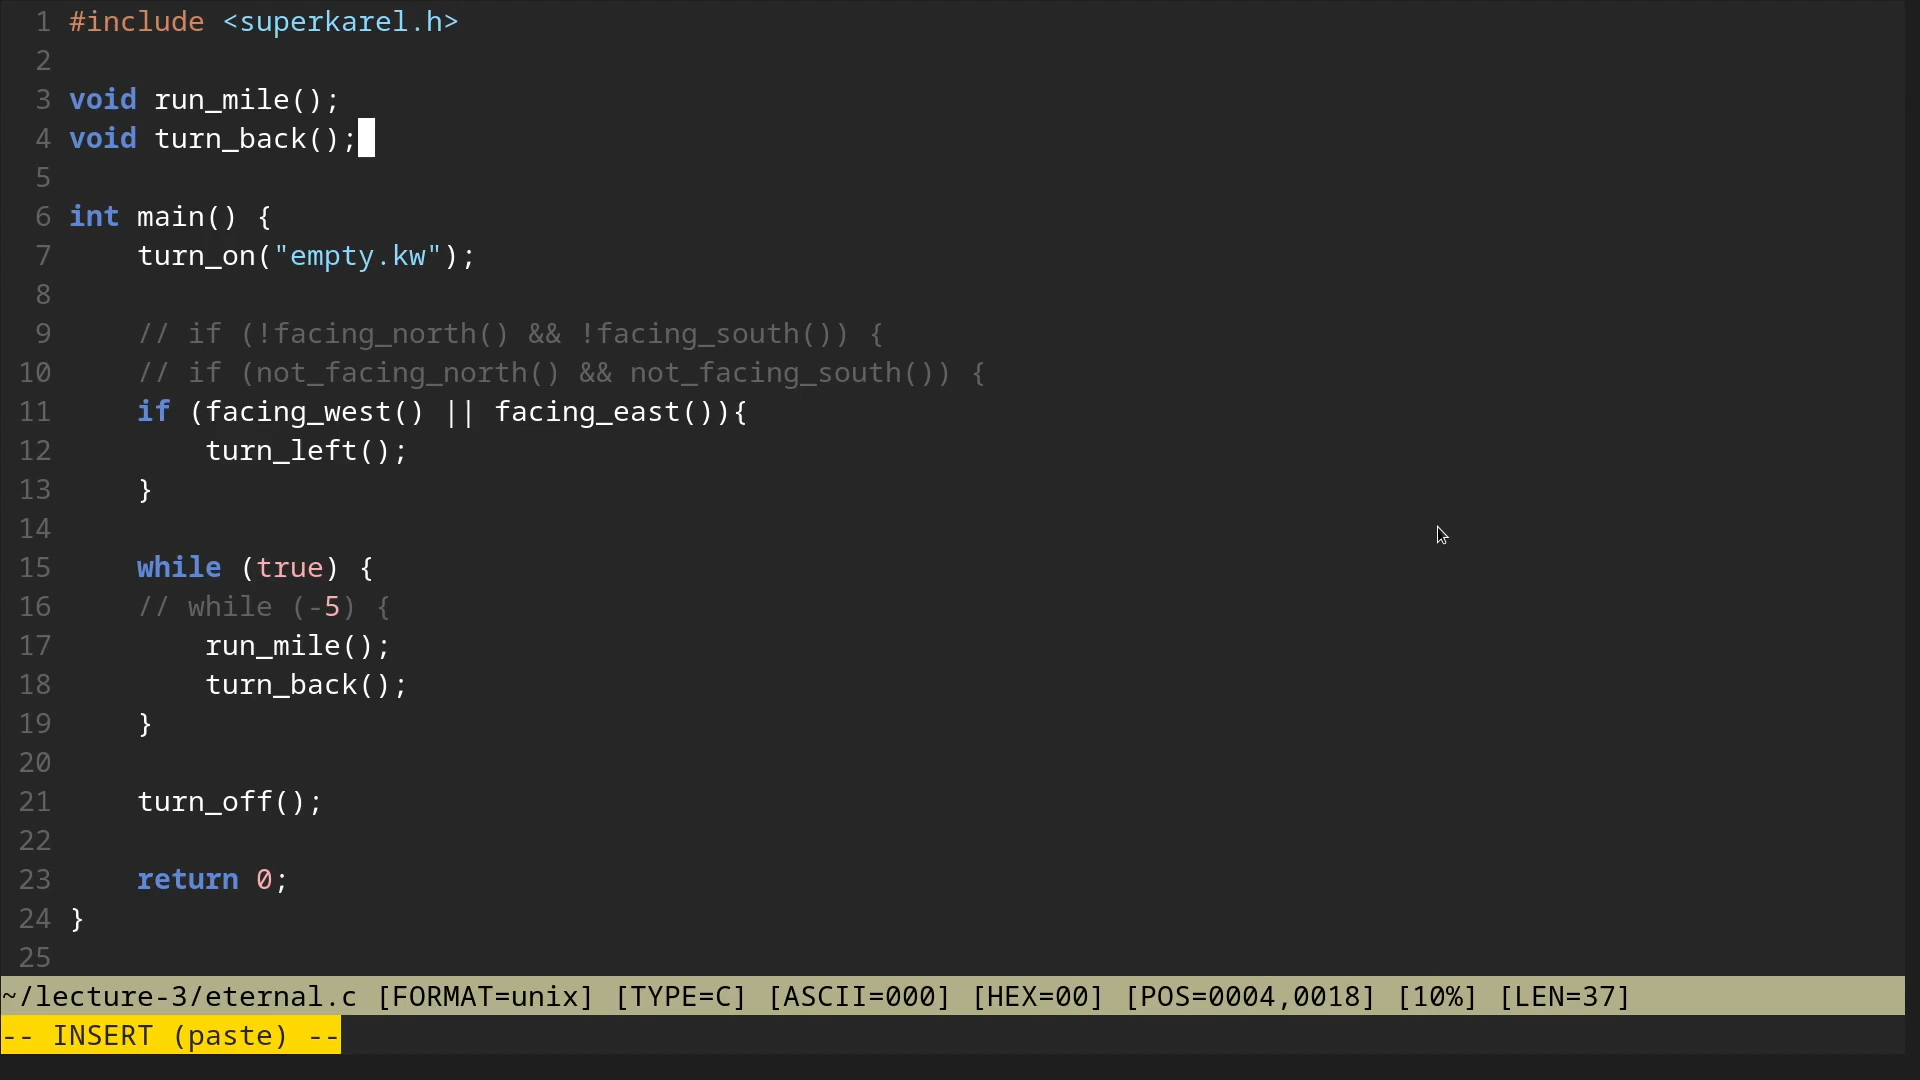 1 #include <superkarel.h>
2
3 void run_mile();
4 void turn_back();
5
6 int main() {
7     turn_on("empty.kw");
8
9     // if (!facing_north() && !facing_south()) {
10     // if (not_facing_north() && not_facing_south()) {
11     if (facing_west() || facing_east()){
12         turn_left();
13     }
14
15     while (true) {
16     // while (-5) {
17         run_mile();
18         turn_back();
19     }
20
21     turn_off();
22
23     return 0;
24 }
25
~/lecture-3/eternal.c [FORMAT=unix] [TYPE=C] [ASCII=000] [HEX=00] [POS=0004,0018] [10%] [LEN=37]
-- INSERT (paste) --